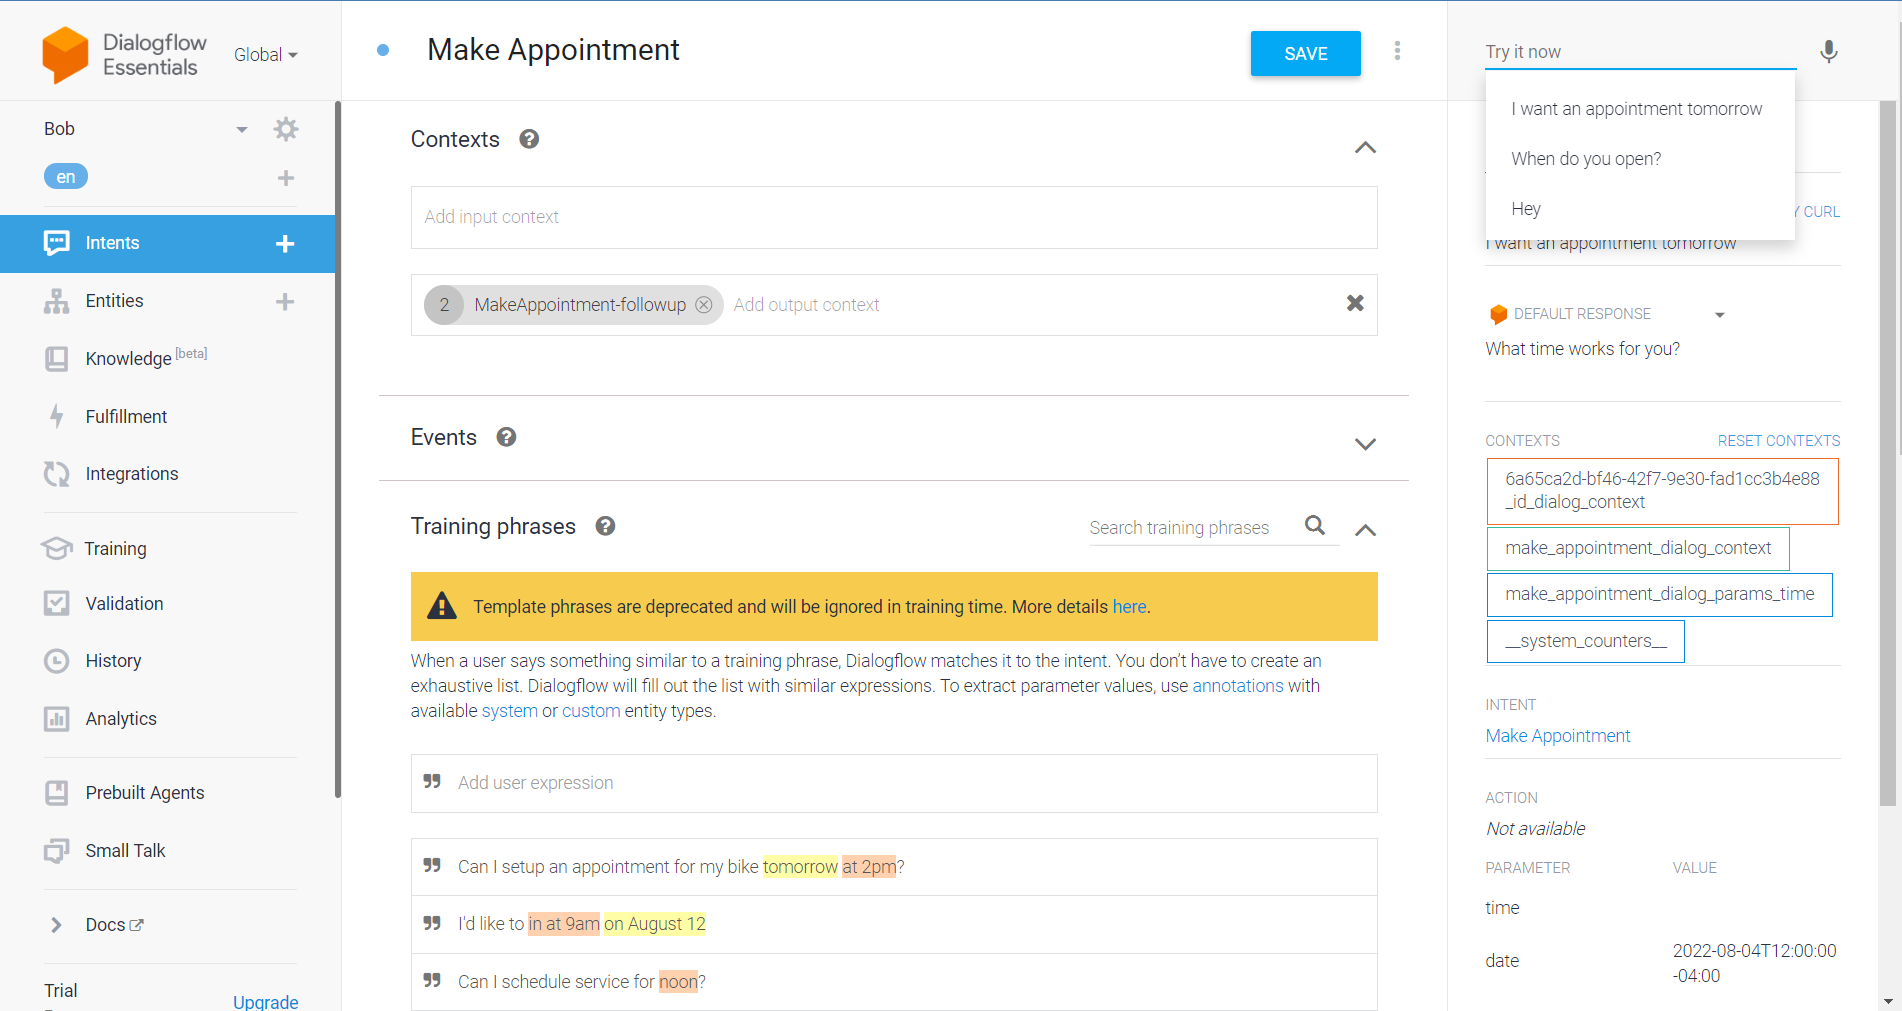 Dialogflow
Essentials
Global
Bob
en
Intents
Entities
Knowledge [beta]
Fulfillment
Integrations
Training
Validation
History
Analytics
Prebuilt Agents
Small Talk
Docs
Trial
Upgrade
Make Appointment
SAVE
Contexts
Add input context
2 MakeAppointment-followup Add output context
Events
Training phrases
Search training phrases
Template phrases are deprecated and will be ignored in training time. More details here.
When a user says something similar to a training phrase, Dialogflow matches it to the intent. You don’t have to create an
exhaustive list. Dialogflow will fill out the list with similar expressions. To extract parameter values, use annotations with
available system or custom entity types.
Add user expression
Can I setup an appointment for my bike tomorrow at 2pm?
I'd like to in at 9am on August 12
Can I schedule service for noon?
Try it now
I want an appointment tomorrow
When do you open?
Hey
Y CURL
I want an appointment tomorrow
DEFAULT RESPONSE
What time works for you?
CONTEXTS
RESET CONTEXTS
6a65ca2d-bf46-42f7-9e30-fad1cc3b4e88
_id_dialog_context
make_appointment_dialog_context
make_appointment_dialog_params_time
__system_counters__
INTENT
Make Appointment
ACTION
Not available
PARAMETER VALUE
time
date 2022-08-04T12:00:00
-04:00